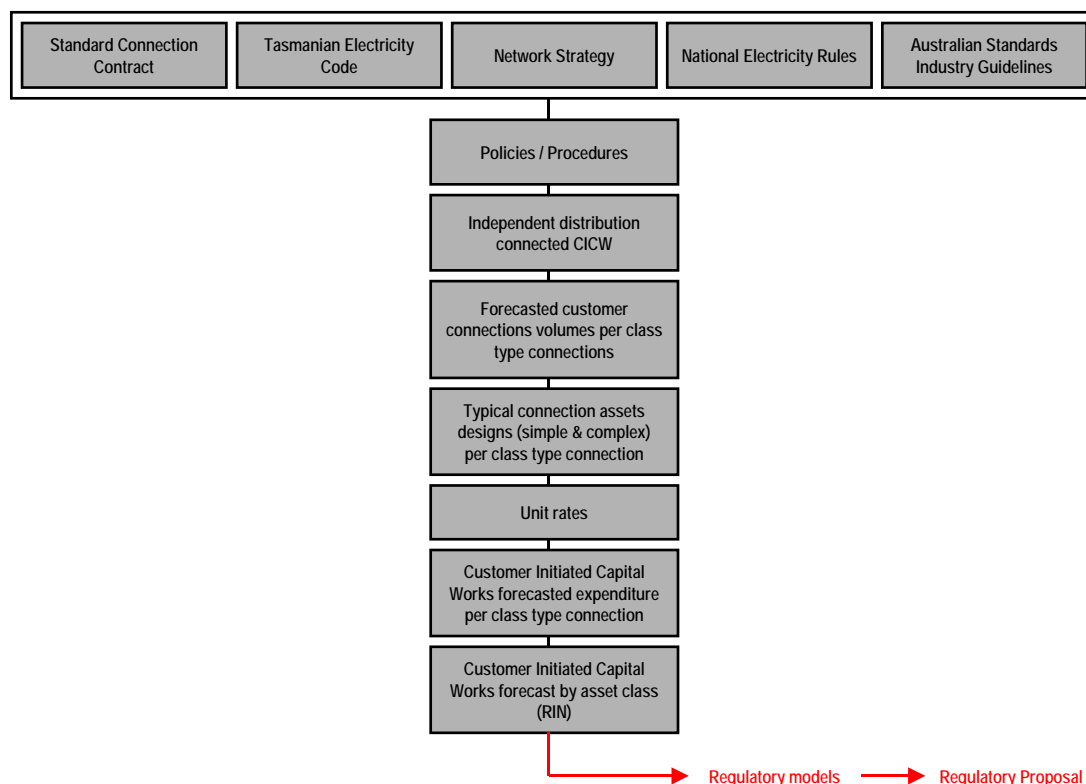 Standard Connection
Contract
Tasmanian Electricity
Code
Network Strategy
National Electricity Rules
Australian Standards
Industry Guidelines
Policies / Procedures
Independent distribution
connected CICW
Forecasted customer
connections volumes per class
type connections
Typical connection assets
designs (simple & complex)
per class type connection
Unit rates
Customer Initiated Capital
Works forecasted expenditure
per class type connection
Customer Initiated Capital
Works forecast by asset class
(RIN)
Regulatory models
Regulatory Proposal